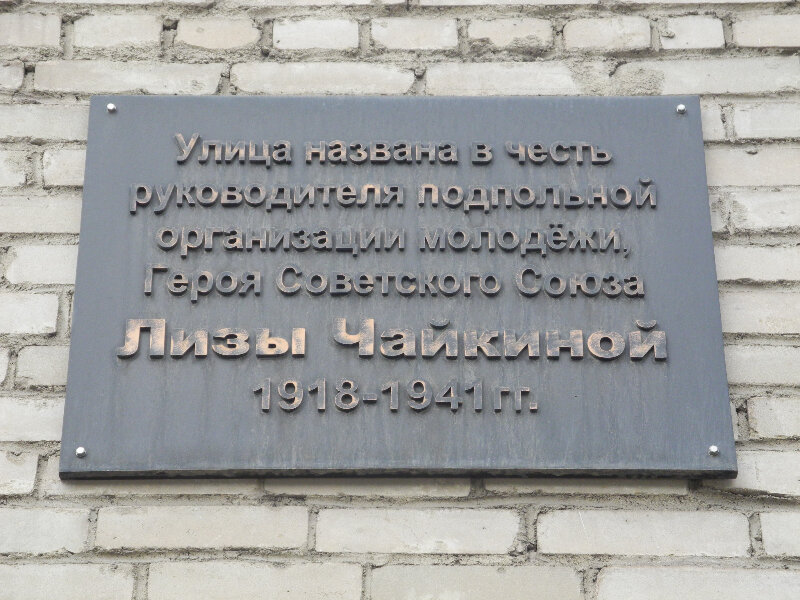 Улица названа в честь
руководителя подпольной
организации молодёжи,
Героя Советского Союза
Лизы Чайкиной
1918-1941гг.